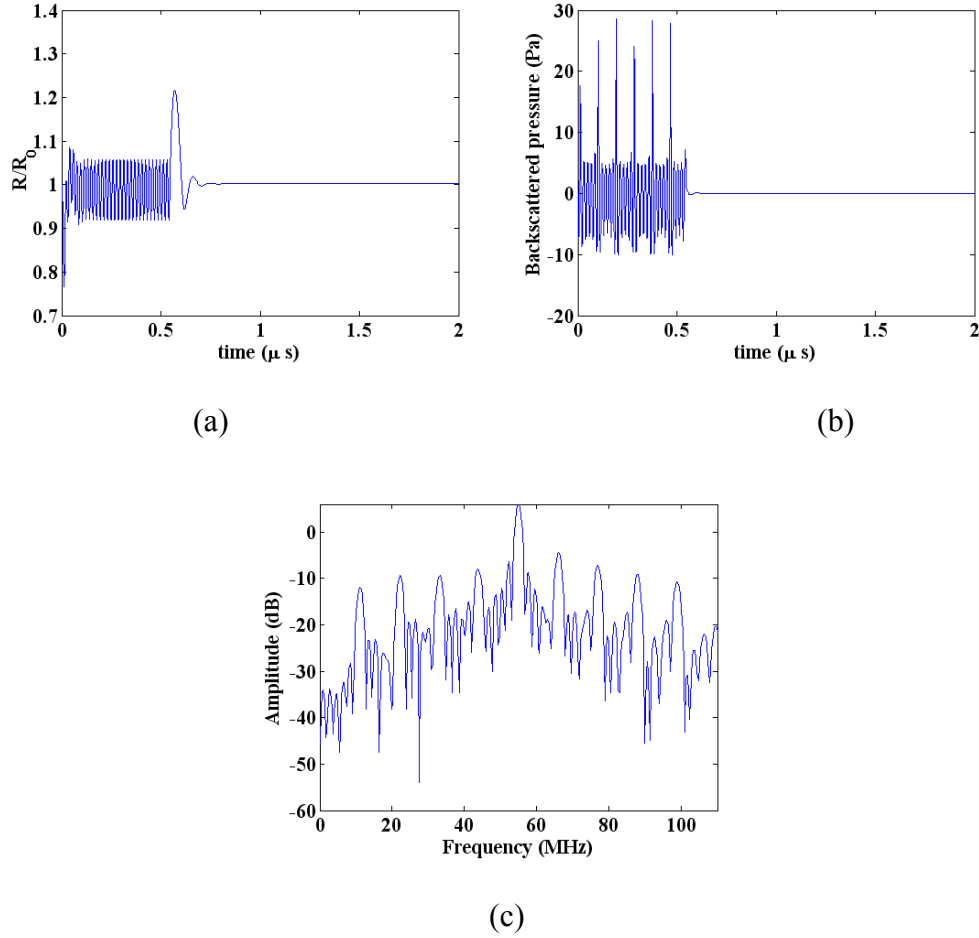 1.4
1.3
1.2
1.1
1
0.9
0.8
0.7
R/R₀
0 0.5 1 1.5 2
time (μ s)
(a)
30
20
10
0
-10
-20
Backscattered pressure (Pa)
0 0.5 1 1.5 2
time (μ s)
(b)
0
-10
-20
-30
-40
-50
-60
Amplitude (dB)
0 20 40 60 80 100
Frequency (MHz)
(c)